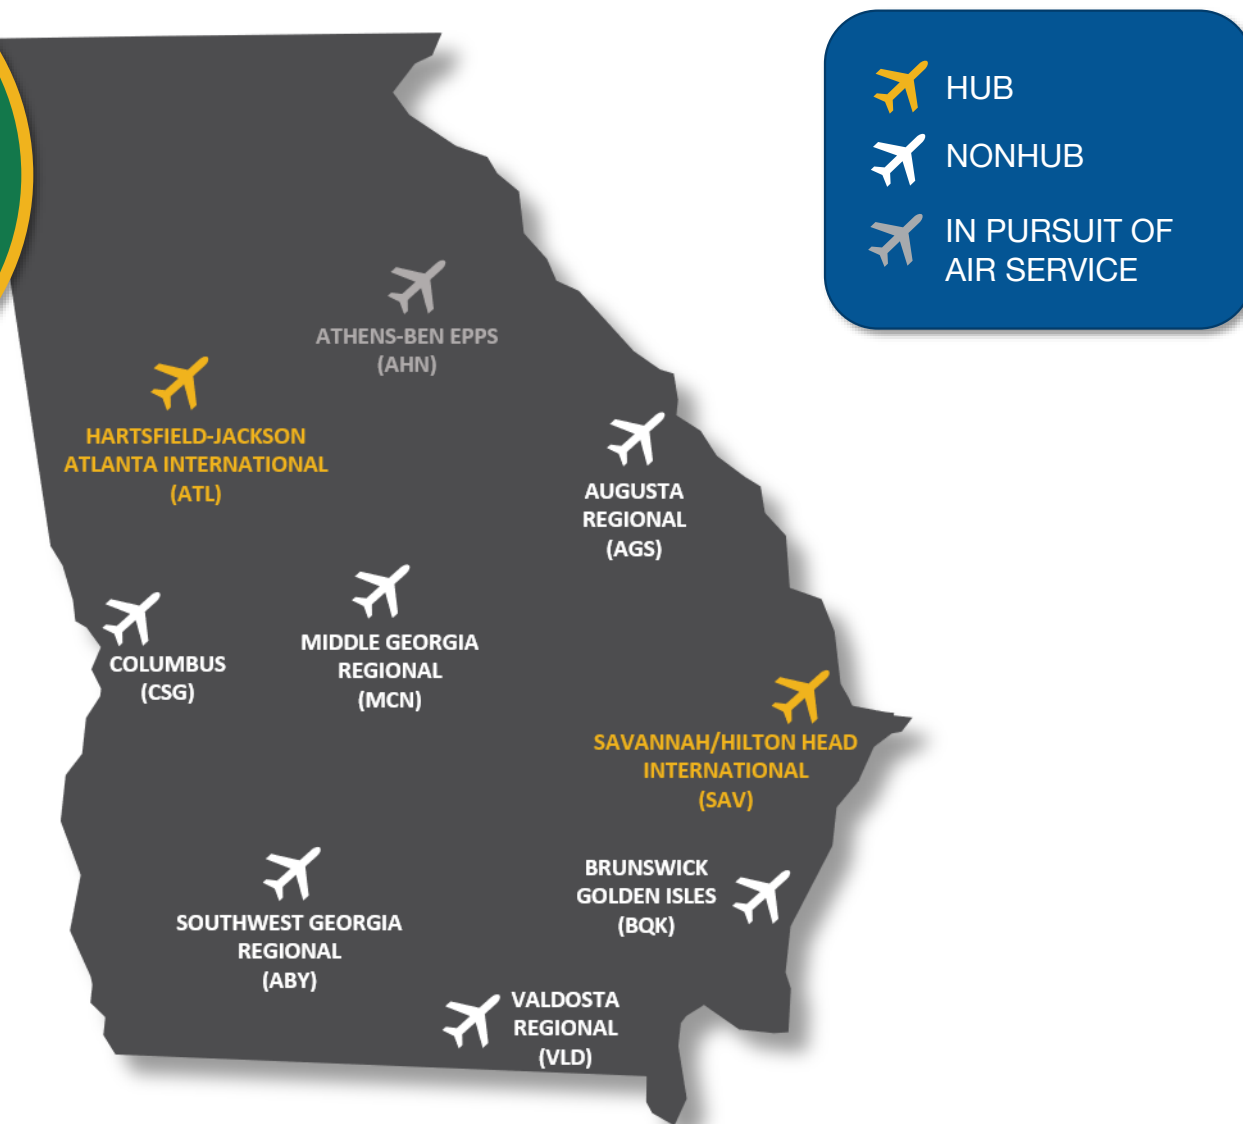 HUB
NONHUB
IN PURSUIT OF
AIR SERVICE
ATHENS-BEN EPPS
(AHN)
HARTSFIELD-JACKSON
ATLANTA INTERNATIONAL
(ATL)
AUGUSTA
REGIONAL
(AGS)
COLUMBUS
(CSG)
MIDDLE GEORGIA
REGIONAL
(MCN)
SAVANNAH/HILTON HEAD
INTERNATIONAL
(SAV)
BRUNSWICK
GOLDEN ISLES
(BQK)
SOUTHWEST GEORGIA
REGIONAL
(ABY)
VALDOSTA
REGIONAL
(VLD)